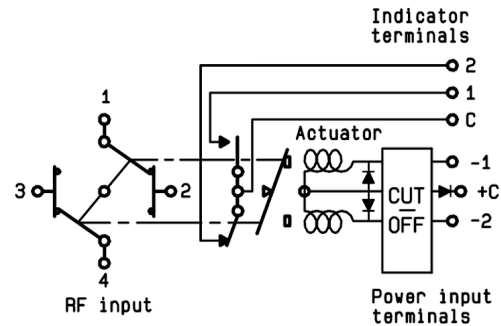 Indicator
terminals
2
1
C
1
Actuator
-1
3
2
CUT
OFF
+C
-2
4
RF input
Power input
terminals